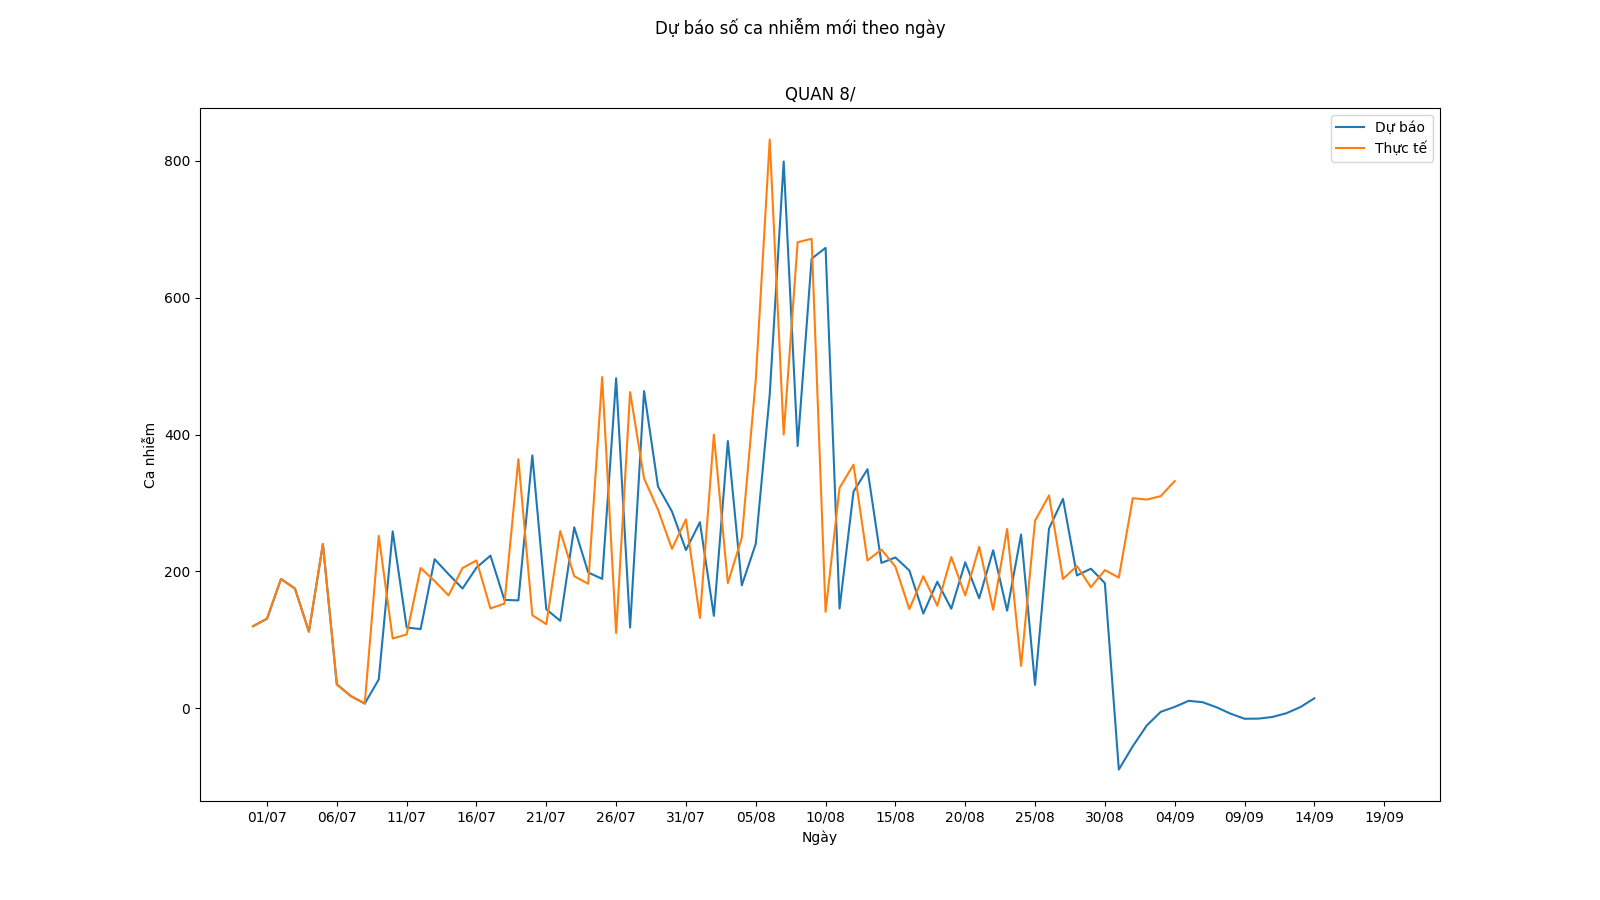 Dự báo số ca nhiễm mới theo ngày
QUAN 8/
Dự báo
Thực tế
800
600
400
200
0
Ca nhiễm
01/07 06/07 11/07 16/07 21/07 26/07 31/07 05/08 10/08 15/08 20/08 25/08 30/08 04/09 09/09 14/09 19/09
Ngày